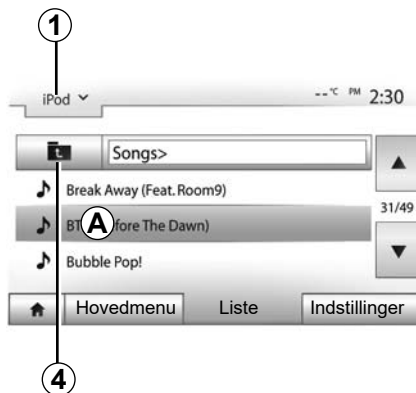 1
iPod --°C PM 2:30
Songs>
Break Away (Feat. Room9)
31/49
A fore The Dawn)
Bubble Pop!
Hovedmenu Liste Indstillinger
4